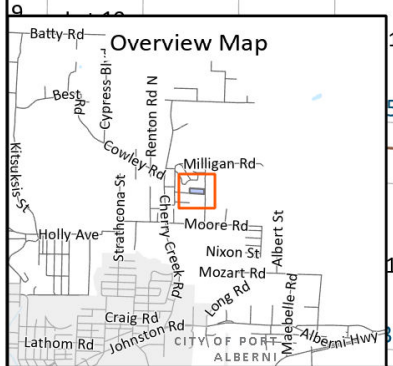 9
Batty Rd
Overview Map
Cypress Bl
Best Rd
Renton Rd N
Cowley Rd
Milligan Rd
Kitsuksis St
Strathcona St
Cherry Creek Rd
Moore Rd
Holly Ave
Albert St
Nixon St
Mozart Rd
Long Rd
Maebelle Rd
Craig Rd
Johnston Rd
Alberni Hwy
Lathom Rd
CITY OF PORT
ALBERNI